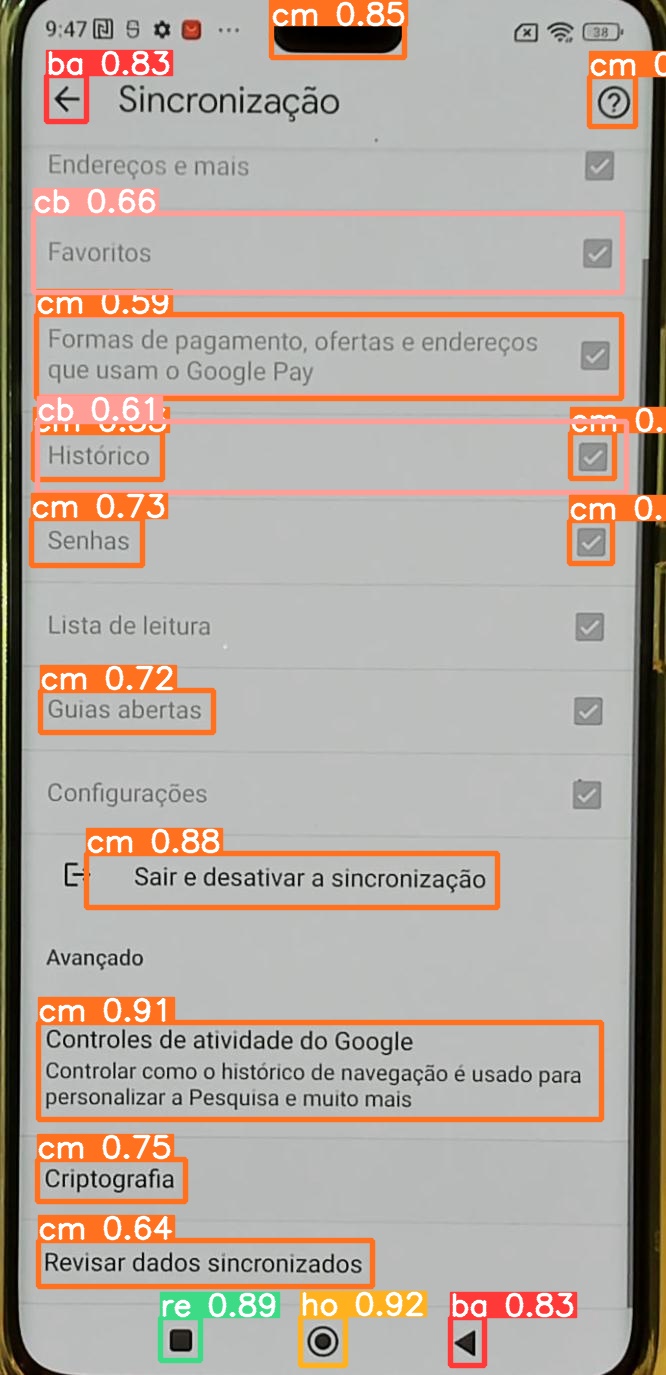 cm 0.85
9:47
38
ba 0.83
cm 0
Sincronização
Endereços e mais
cb 0.66
Favoritos
cm 0.59
Formas de pagamento, ofertas e endereços
que usam o Google Pay
cb 0.61
cm 0.
Histórico
cm 0.73
cm 0.
Senhas
Lista de leitura
cm 0.72
Guias abertas
Configurações
cm 0.88
Sair e desativar a sincronização
Avançado
cm 0.91
Controles de atividade do Google
Controlar como o histórico de navegação é usado para
personalizar a Pesquisa e muito mais
cm 0.75
Criptografia
cm 0.64
Revisar dados sincronizados
re 0.89
ho 0.92
ba 0.83